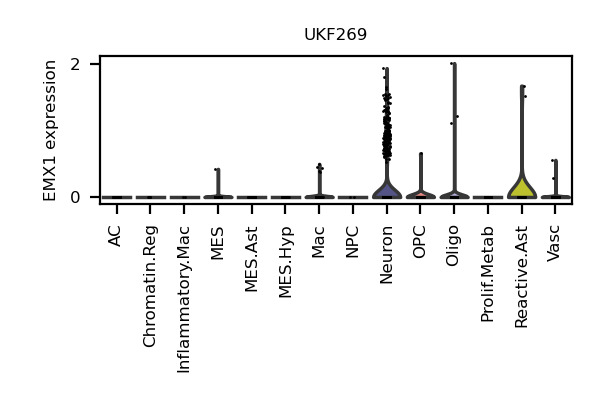 UKF269
EMX1 expression
2
0
AC
Chromatin.Reg
Inflammatory.Mac
MES
MES.Ast
MES.Hyp
Mac
NPC
Neuron
OPC
Oligo
Prolif.Metab
Reactive.Ast
Vasc